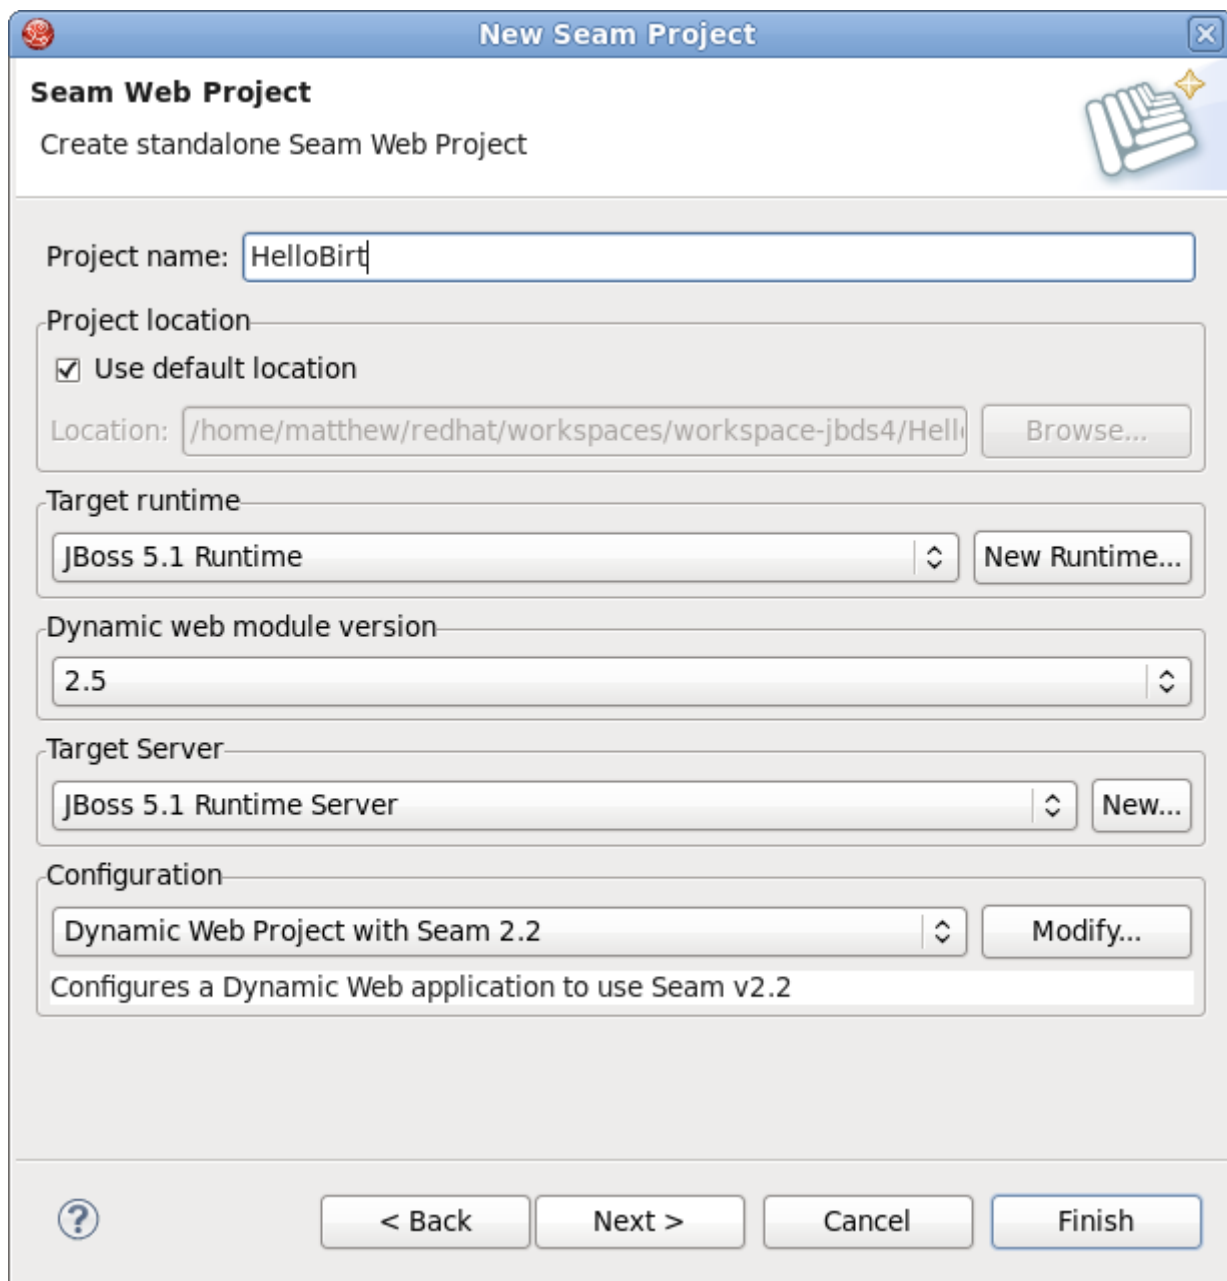 New Seam Project
Seam Web Project
Create standalone Seam Web Project
Project name: HelloBirt
Project location
Use default location
Location: /home/matthew/redhat/workspaces/workspace-jbds4/Hell Browse...
Target runtime
JBoss 5.1 Runtime New Runtime...
Dynamic web module version
2.5
Target Server
JBoss 5.1 Runtime Server New...
Configuration
Dynamic Web Project with Seam 2.2 Modify...
Configures a Dynamic Web application to use Seam v2.2
? < Back Next > Cancel Finish